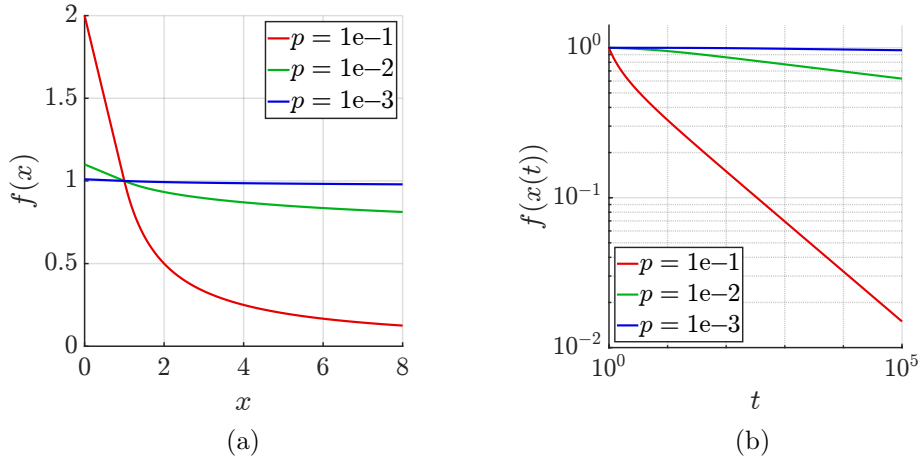 2
1.5
1
0.5
0
0 2 4 6 8
f(x)
x
p = 1e−1
p = 1e−2
p = 1e−3
(a)
10^0
10^−1
10^−2
10^0 10^5
f(x(t))
t
p = 1e−1
p = 1e−2
p = 1e−3
(b)